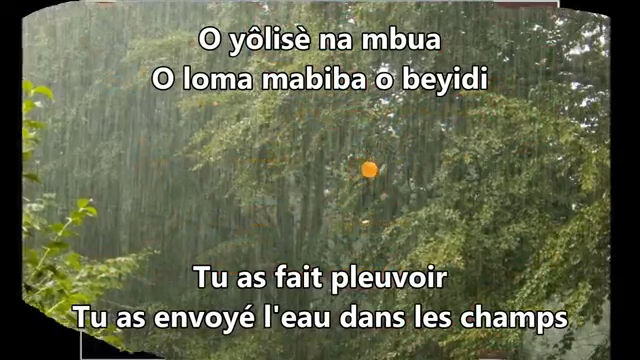 O yôlisè na mbua
O loma mabiba o beyidi
Tu as fait pleuvoir
Tu as envoyé l'eau dans les champs